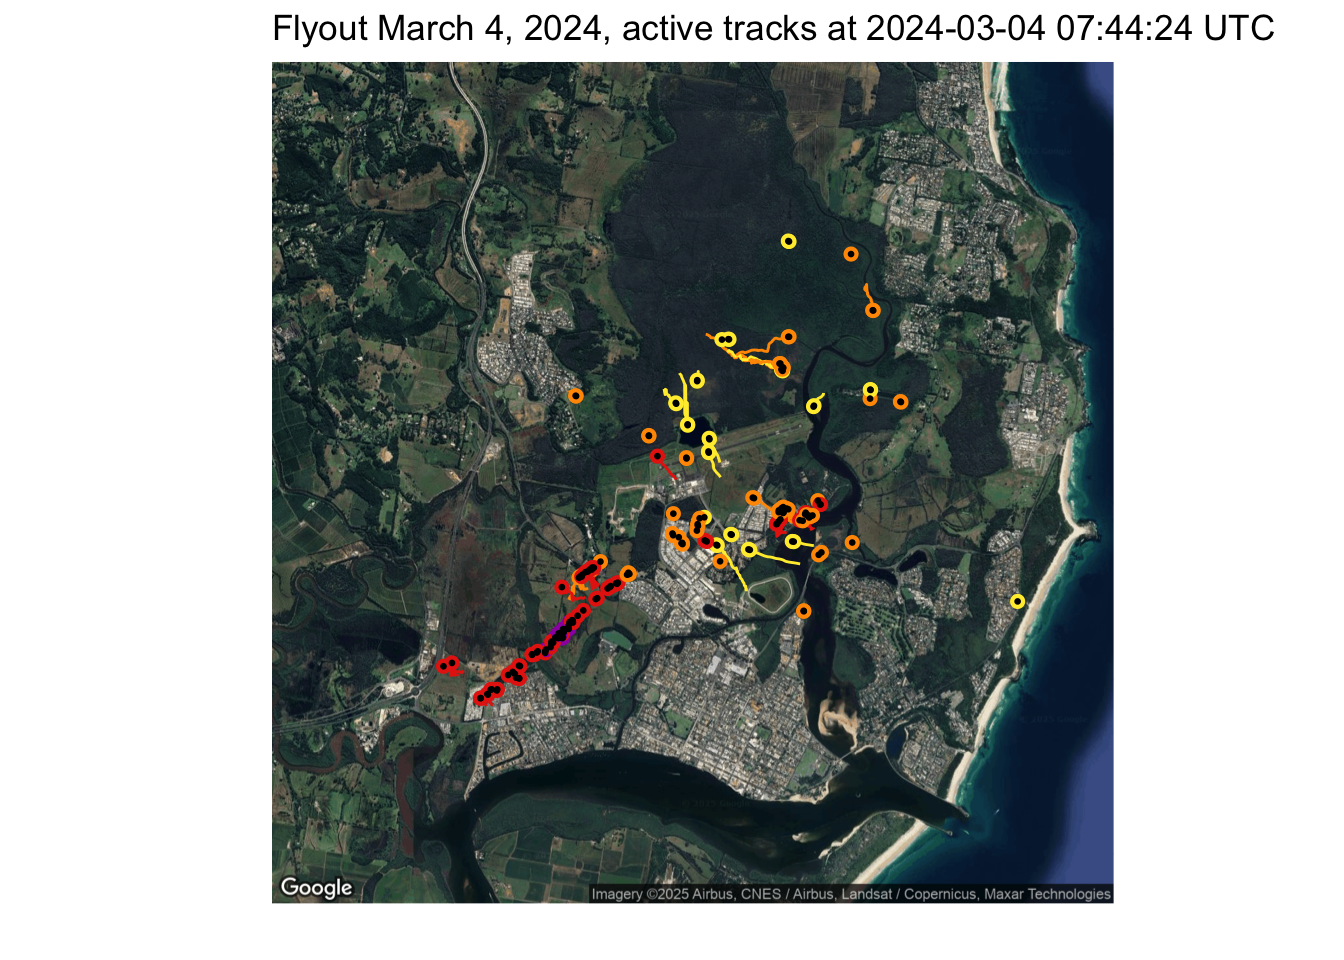 Flyout March 4, 2024, active tracks at 2024-03-04 07:44:24 UTC
Google
Imagery ©2025 Airbus, CNES / Airbus, Landsat / Copernicus, Maxar Technologies